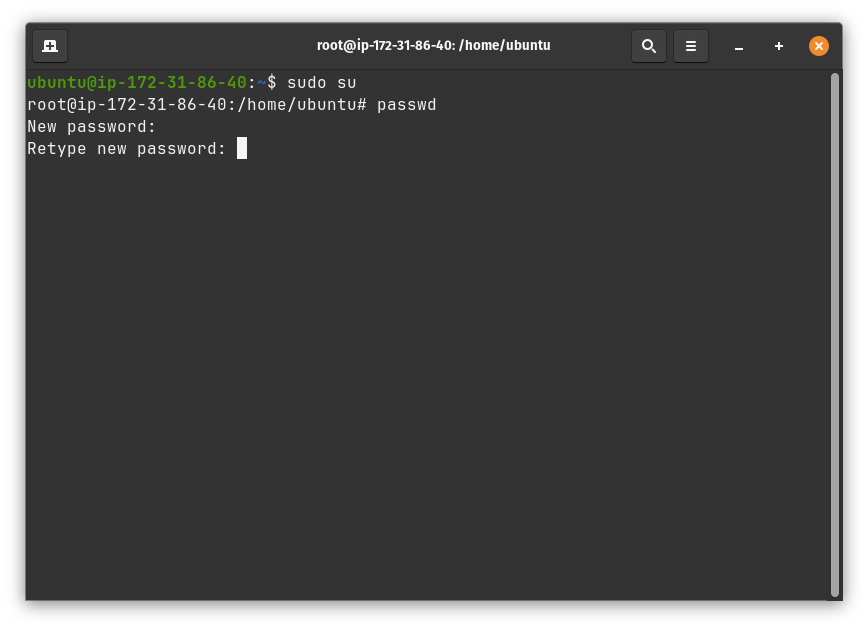 root@ip-172-31-86-40: /home/ubuntu
ubuntu@ip-172-31-86-40:~$ sudo su
root@ip-172-31-86-40:/home/ubuntu# passwd
New password:
Retype new password: